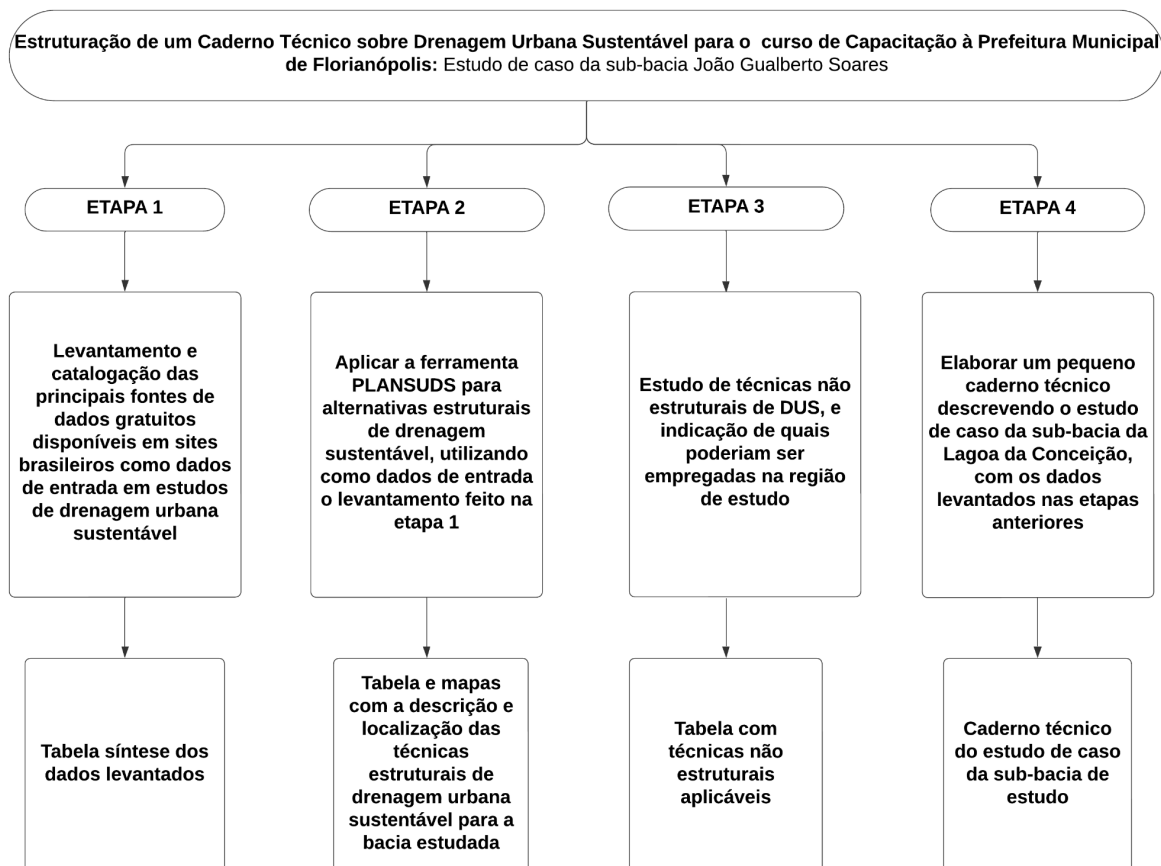 Estruturação de um Caderno Técnico sobre Drenagem Urbana Sustentável para o curso de Capacitação à Prefeitura Municipal
de Florianópolis: Estudo de caso da sub-bacia João Gualberto Soares
ETAPA 1
ETAPA 2
ETAPA 3
ETAPA 4
Levantamento e
catalogação das
principais fontes de
dados gratuitos
disponíveis em sites
brasileiros como dados
de entrada em estudos
de drenagem urbana
sustentável
Aplicar a ferramenta
PLANSUDS para
alternativas estruturais
de drenagem
sustentável, utilizando
como dados de entrada
o levantamento feito na
etapa 1
Estudo de técnicas não
estruturais de DUS, e
indicação de quais
poderiam ser
empregadas na região
de estudo
Elaborar um pequeno
caderno técnico
descrevendo o estudo
de caso da sub-bacia da
Lagoa da Conceição,
com os dados
levantados nas etapas
anteriores
Tabela síntese dos
dados levantados
Tabela e mapas
com a descrição e
localização das
técnicas
estruturais de
drenagem urbana
sustentável para a
bacia estudada
Tabela com
técnicas não
estruturais
aplicáveis
Caderno técnico
do estudo de caso
da sub-bacia de
estudo